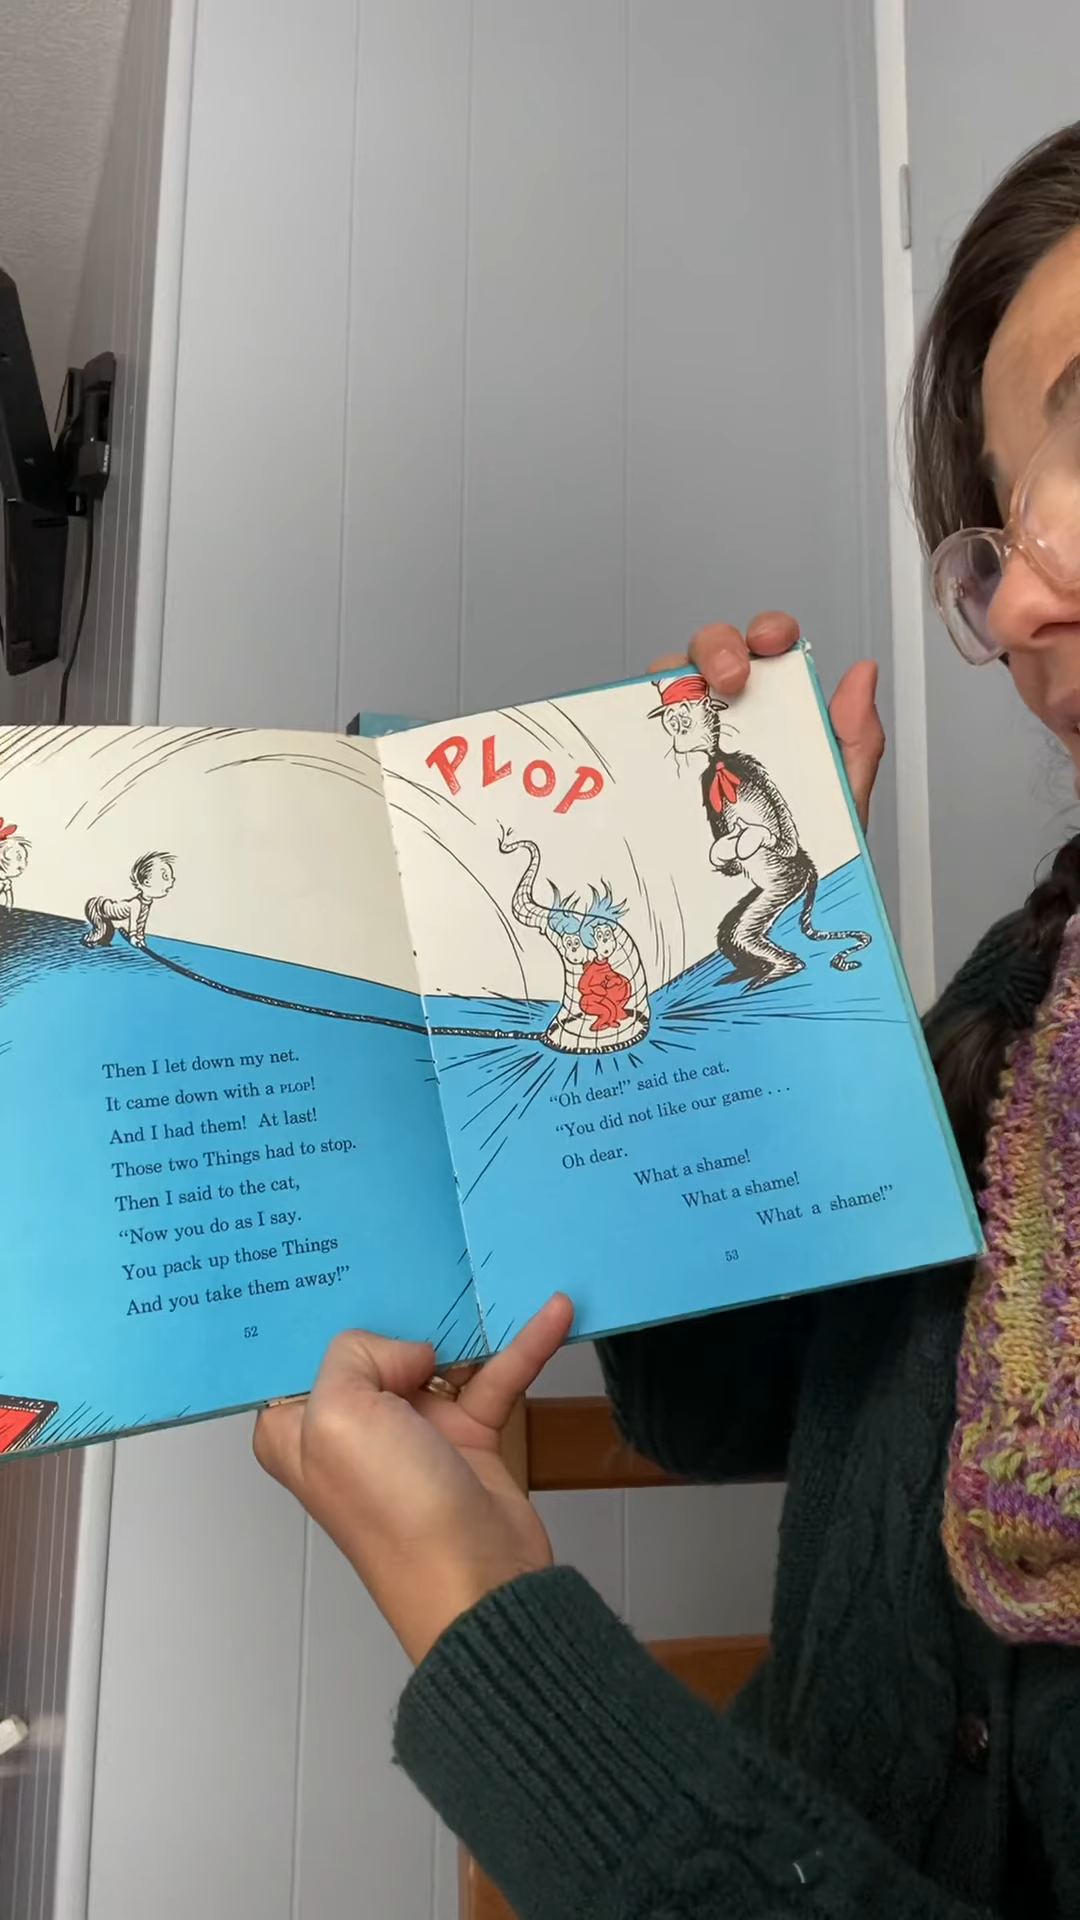 Then I let down my net.
It came down with a PLOP!
And I had them! At last!
Those two Things had to stop.
Then I said to the cat,
“Now you do as I say.
You pack up those Things
And you take them away!”
52
PLOP
“Oh dear!” said the cat.
“You did not like our game . . .
Oh dear.
What a shame!
What a shame!
What a shame!”
53